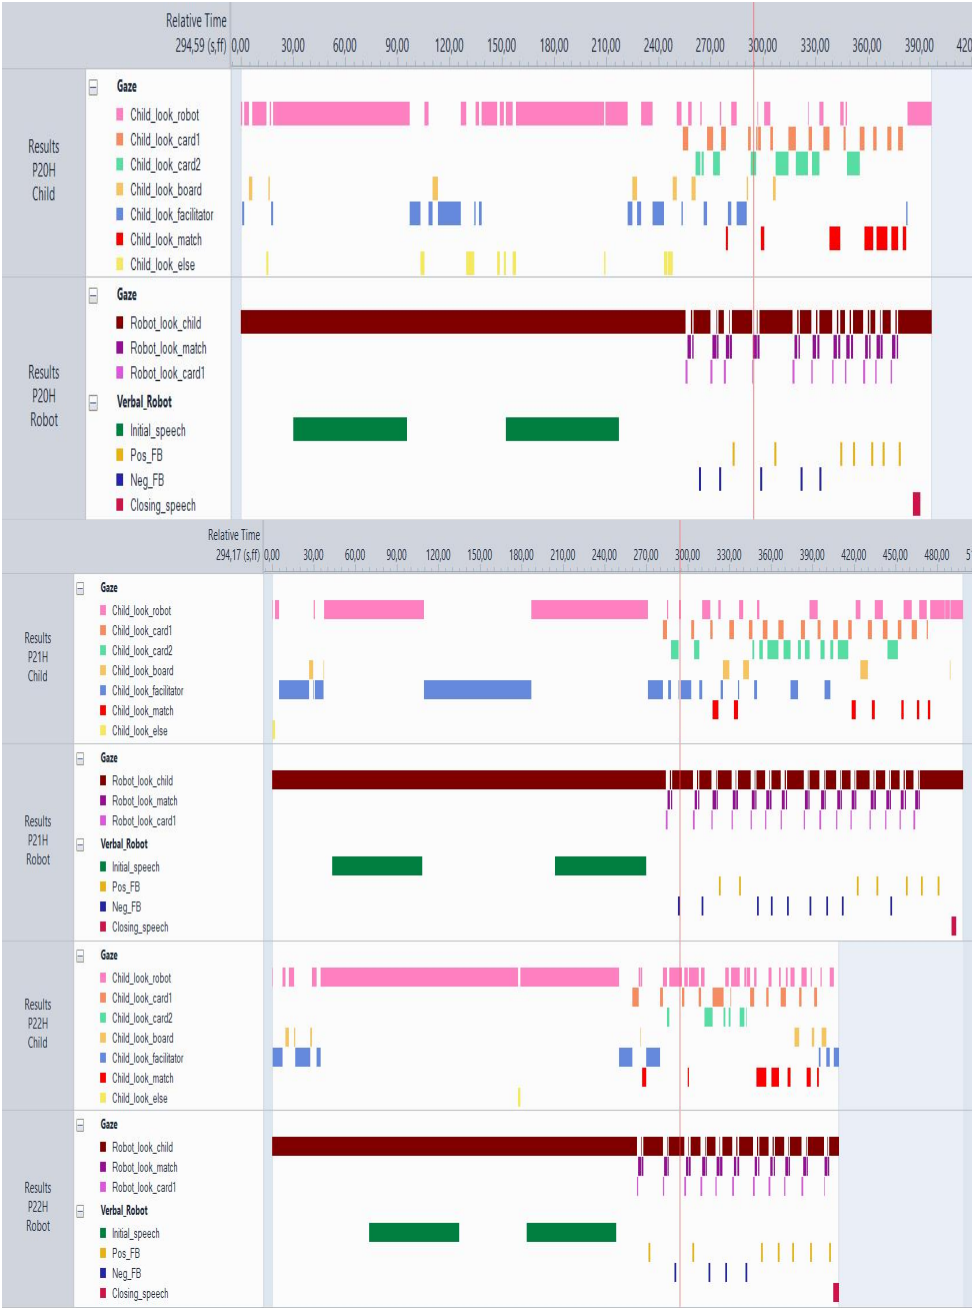 Relative Time
294,59 (s,ff) 0,00 30,00 60,00 90,00 120,00 150,00 180,00 210,00 240,00 270,00 300,00 330,00 360,00 390,00 420
Results
P20H
Child
Gaze
Child_look_robot
Child_look_card1
Child_look_card2
Child_look_board
Child_look_facilitator
Child_look_match
Child_look_else
Results
P20H
Robot
Gaze
Robot_look_child
Robot_look_match
Robot_look_card1
Verbal_Robot
Initial_speech
Pos_FB
Neg_FB
Closing_speech
Relative Time
294,17 (s,ff) 0,00 30,00 60,00 90,00 120,00 150,00 180,00 210,00 240,00 270,00 300,00 330,00 360,00 390,00 420,00 450,00 480,00 5
Results
P21H
Child
Gaze
Child_look_robot
Child_look_card1
Child_look_card2
Child_look_board
Child_look_facilitator
Child_look_match
Child_look_else
Results
P21H
Robot
Gaze
Robot_look_child
Robot_look_match
Robot_look_card1
Verbal_Robot
Initial_speech
Pos_FB
Neg_FB
Closing_speech
Results
P22H
Child
Gaze
Child_look_robot
Child_look_card1
Child_look_card2
Child_look_board
Child_look_facilitator
Child_look_match
Child_look_else
Results
P22H
Robot
Gaze
Robot_look_child
Robot_look_match
Robot_look_card1
Verbal_Robot
Initial_speech
Pos_FB
Neg_FB
Closing_speech